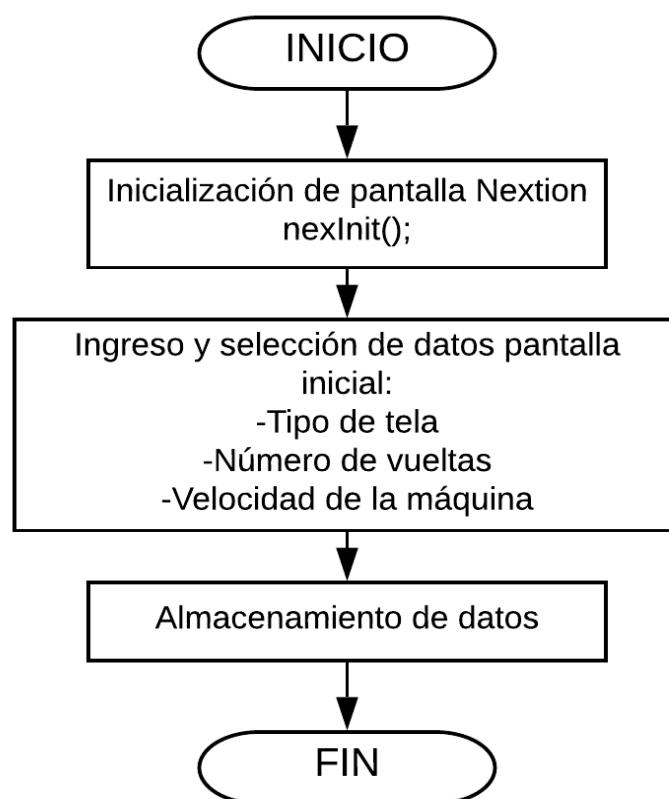 INICIO
Inicialización de pantalla Nextion
nexInit();
Ingreso y selección de datos pantalla
inicial:
-Tipo de tela
-Número de vueltas
-Velocidad de la máquina
Almacenamiento de datos
FIN